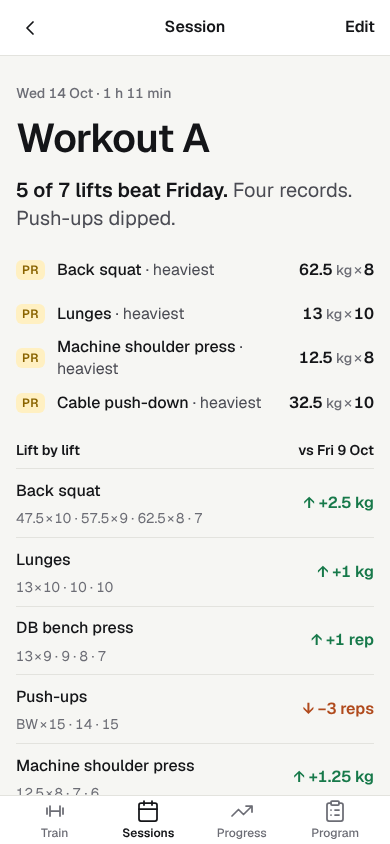 Session
Edit
Wed 14 Oct · 1 h 11 min
Workout A
5 of 7 lifts beat Friday. Four records.
Push-ups dipped.
PR Back squat · heaviest 62.5 kg × 8
PR Lunges · heaviest 13 kg × 10
PR Machine shoulder press ·
heaviest 12.5 kg × 8
PR Cable push-down · heaviest 32.5 kg × 10
Lift by lift vs Fri 9 Oct
Back squat
47.5 × 10 · 57.5 × 9 · 62.5 × 8 · 7
↑ +2.5 kg
Lunges
13 × 10 · 10 · 10
↑ +1 kg
DB bench press
13 × 9 · 9 · 8 · 7
↑ +1 rep
Push-ups
BW × 15 · 14 · 15
↓ −3 reps
Machine shoulder press
12.5 × 8 · 7 · 6
↑ +1.25 kg
Train
Sessions
Progress
Program